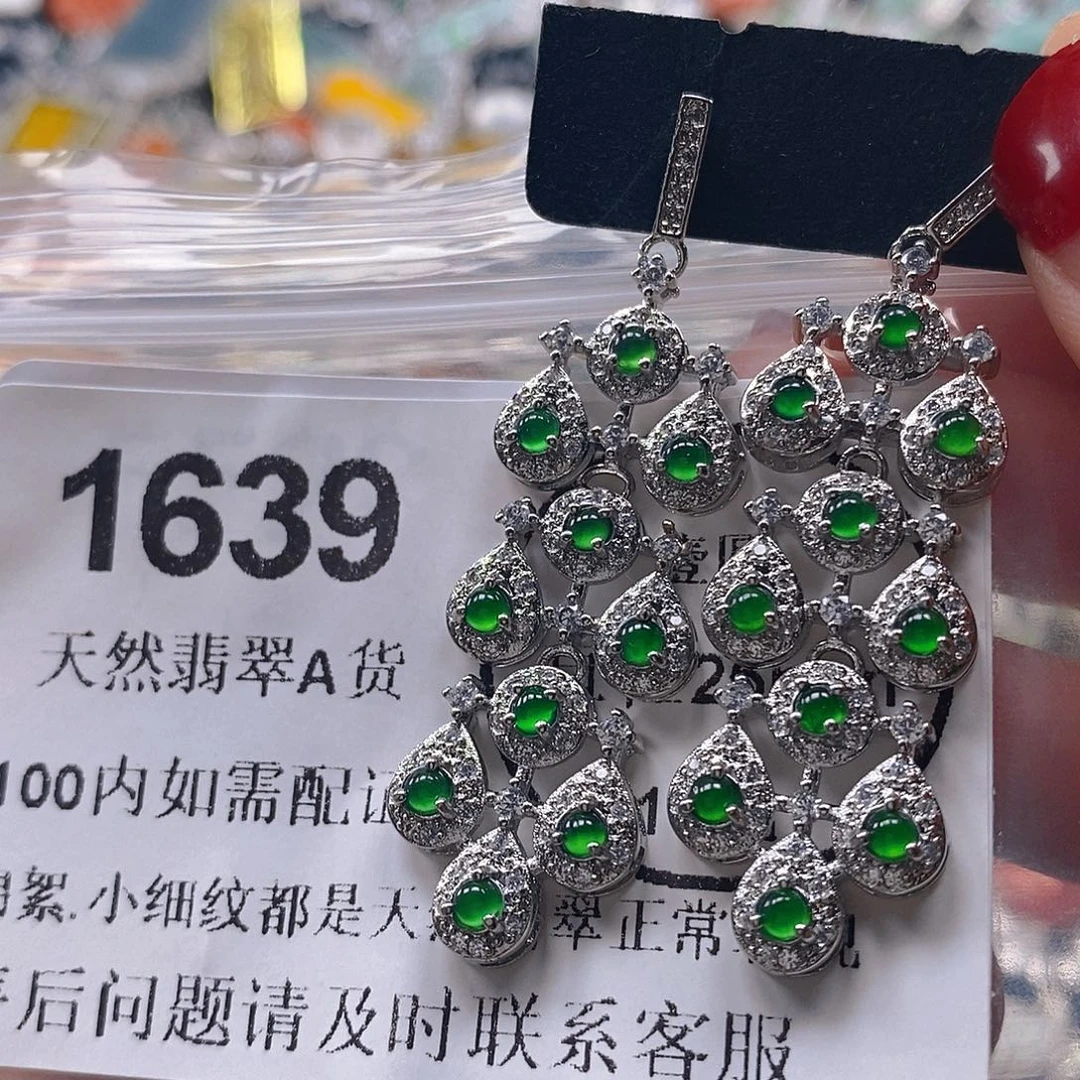 1639
天然翡翠A货
100内如需配
絮.小细纹都是天 翠正常
后问题请及时联系客服